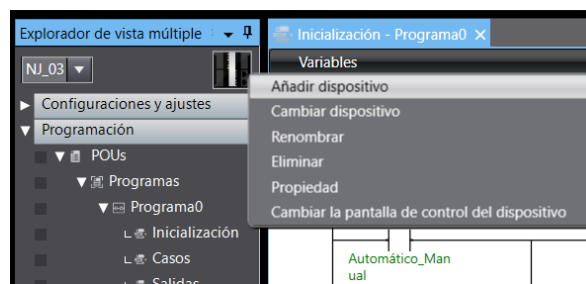 Explorador de vista múltiple
Inicialización - Programa0
NJ_03
Variables
Configuraciones y ajustes
Programación
POUs
Programas
Programa0
Inicialización
Casos
Salidas
Añadir dispositivo
Cambiar dispositivo
Renombrar
Eliminar
Propiedad
Cambiar la pantalla de control del dispositivo
Automático_Man
ual